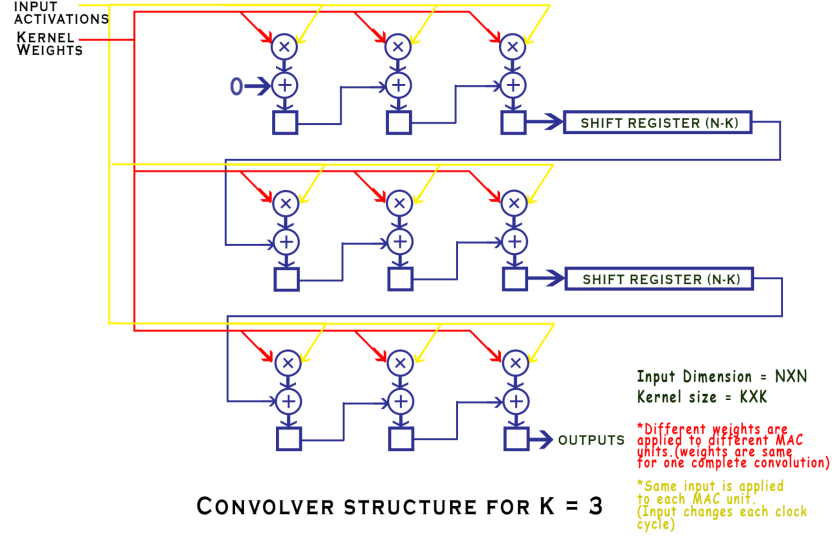 INPUT
ACTIVATIONS
KERNEL
WEIGHTS
×
×
×
0
+
+
+
SHIFT REGISTER (N-K)
×
×
×
+
+
+
SHIFT REGISTER (N-K)
×
×
×
+
+
+
OUTPUTS
Input Dimension = NXN
Kernel size = KXK
*Different weights are
applied to different MAC
units.(weights are same
for one complete convolution)
*Same input is applied
to each MAC unit.
(Input changes each clock
cycle)
CONVOLVER STRUCTURE FOR K = 3